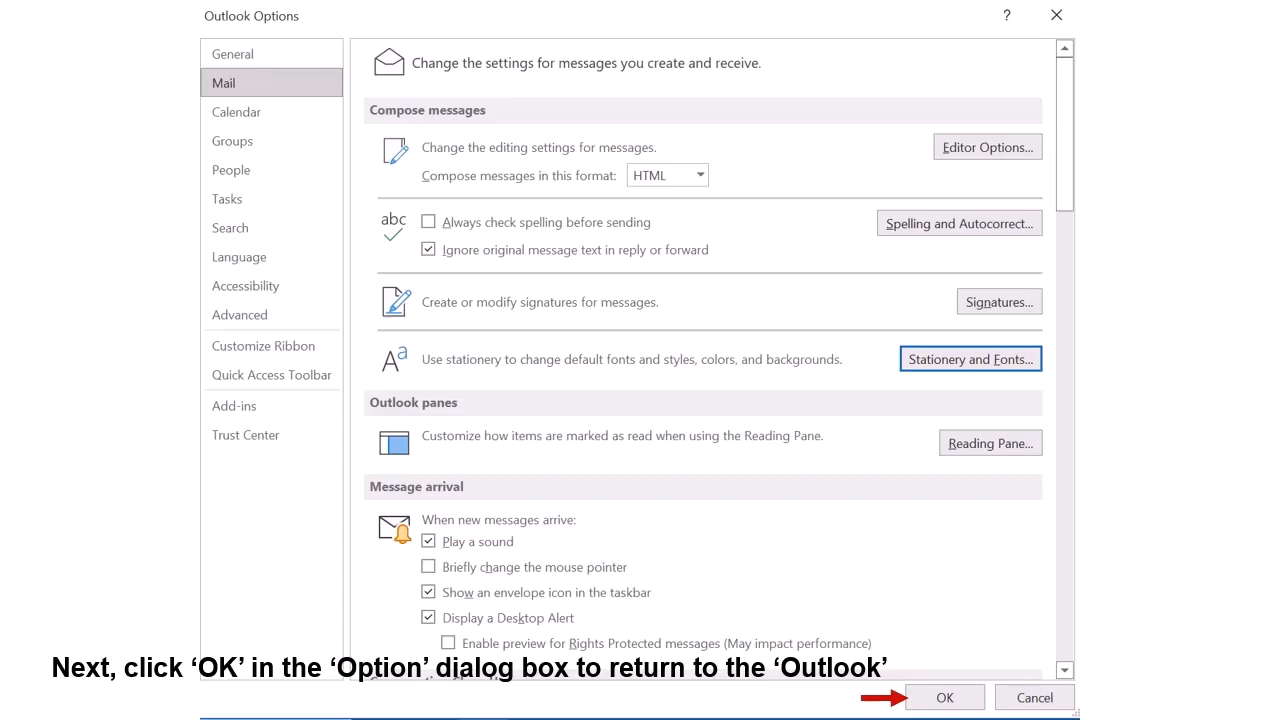 Outlook Options
?
General
Mail
Calendar
Groups
People
Tasks
Search
Language
Accessibility
Advanced
Customize Ribbon
Quick Access Toolbar
Add-ins
Trust Center
Change the settings for messages you create and receive.
Compose messages
Change the editing settings for messages.
Editor Options...
Compose messages in this format:
HTML
abc
Always check spelling before sending
Spelling and Autocorrect...
Ignore original message text in reply or forward
Create or modify signatures for messages.
Signatures...
Aa
Use stationery to change default fonts and styles, colors, and backgrounds.
Stationery and Fonts...
Outlook panes
Customize how items are marked as read when using the Reading Pane.
Reading Pane...
Message arrival
When new messages arrive:
Play a sound
Briefly change the mouse pointer
Show an envelope icon in the taskbar
Display a Desktop Alert
Enable preview for Rights Protected messages (May impact performance)
Next, click ‘OK’ in the ‘Option’ dialog box to return to the ‘Outlook’
OK
Cancel